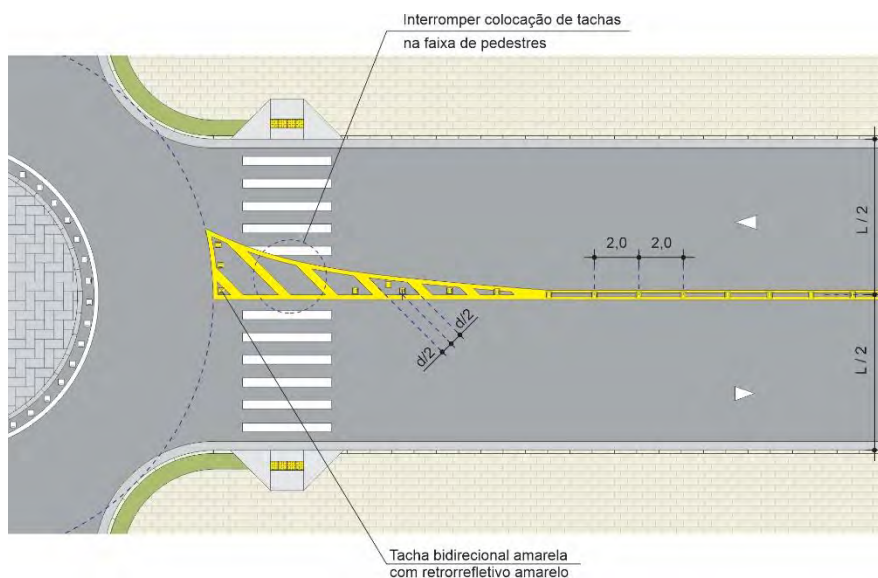 Interromper colocação de tachas
na faixa de pedestres
L / 2
2,0
2,0
d/2
d/2
L / 2
Tacha bidirecional amarela
com retrorrefletivo amarelo